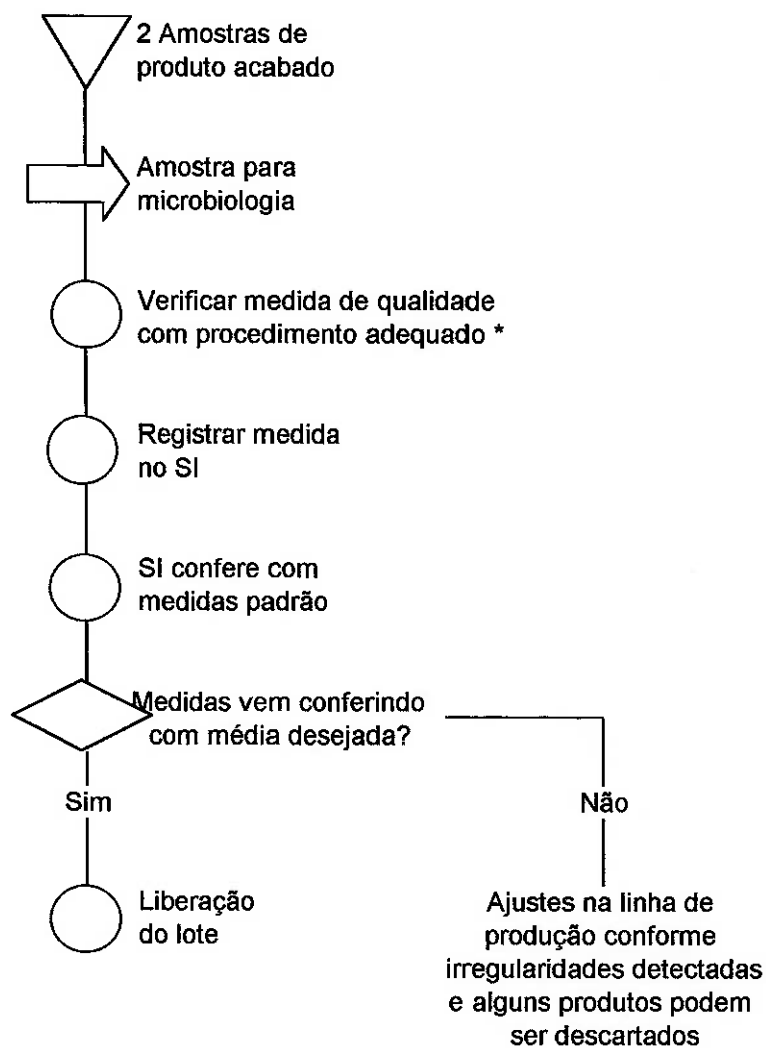 2 Amostras de
produto acabado
Amostra para
microbiologia
Verificar medida de qualidade
com procedimento adequado *
Registrar medida
no SI
SI confere com
medidas padrão
Medidas vem conferindo
com média desejada?
Sim
Não
Liberação
do lote
Ajustes na linha de
produção conforme
irregularidades detectadas
e alguns produtos podem
ser descartados